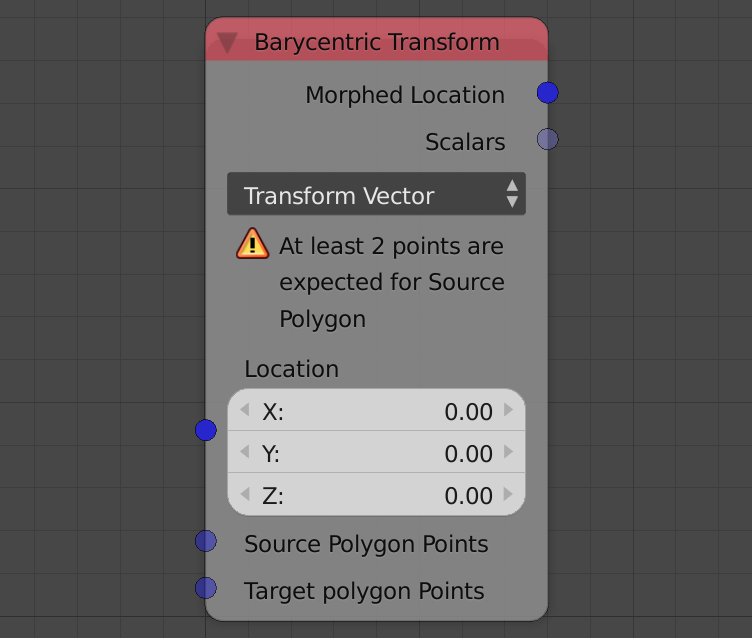 Barycentric Transform
Morphed Location
Scalars
Transform Vector
At least 2 points are
expected for Source
Polygon
Location
X: 0.00
Y: 0.00
Z: 0.00
Source Polygon Points
Target polygon Points